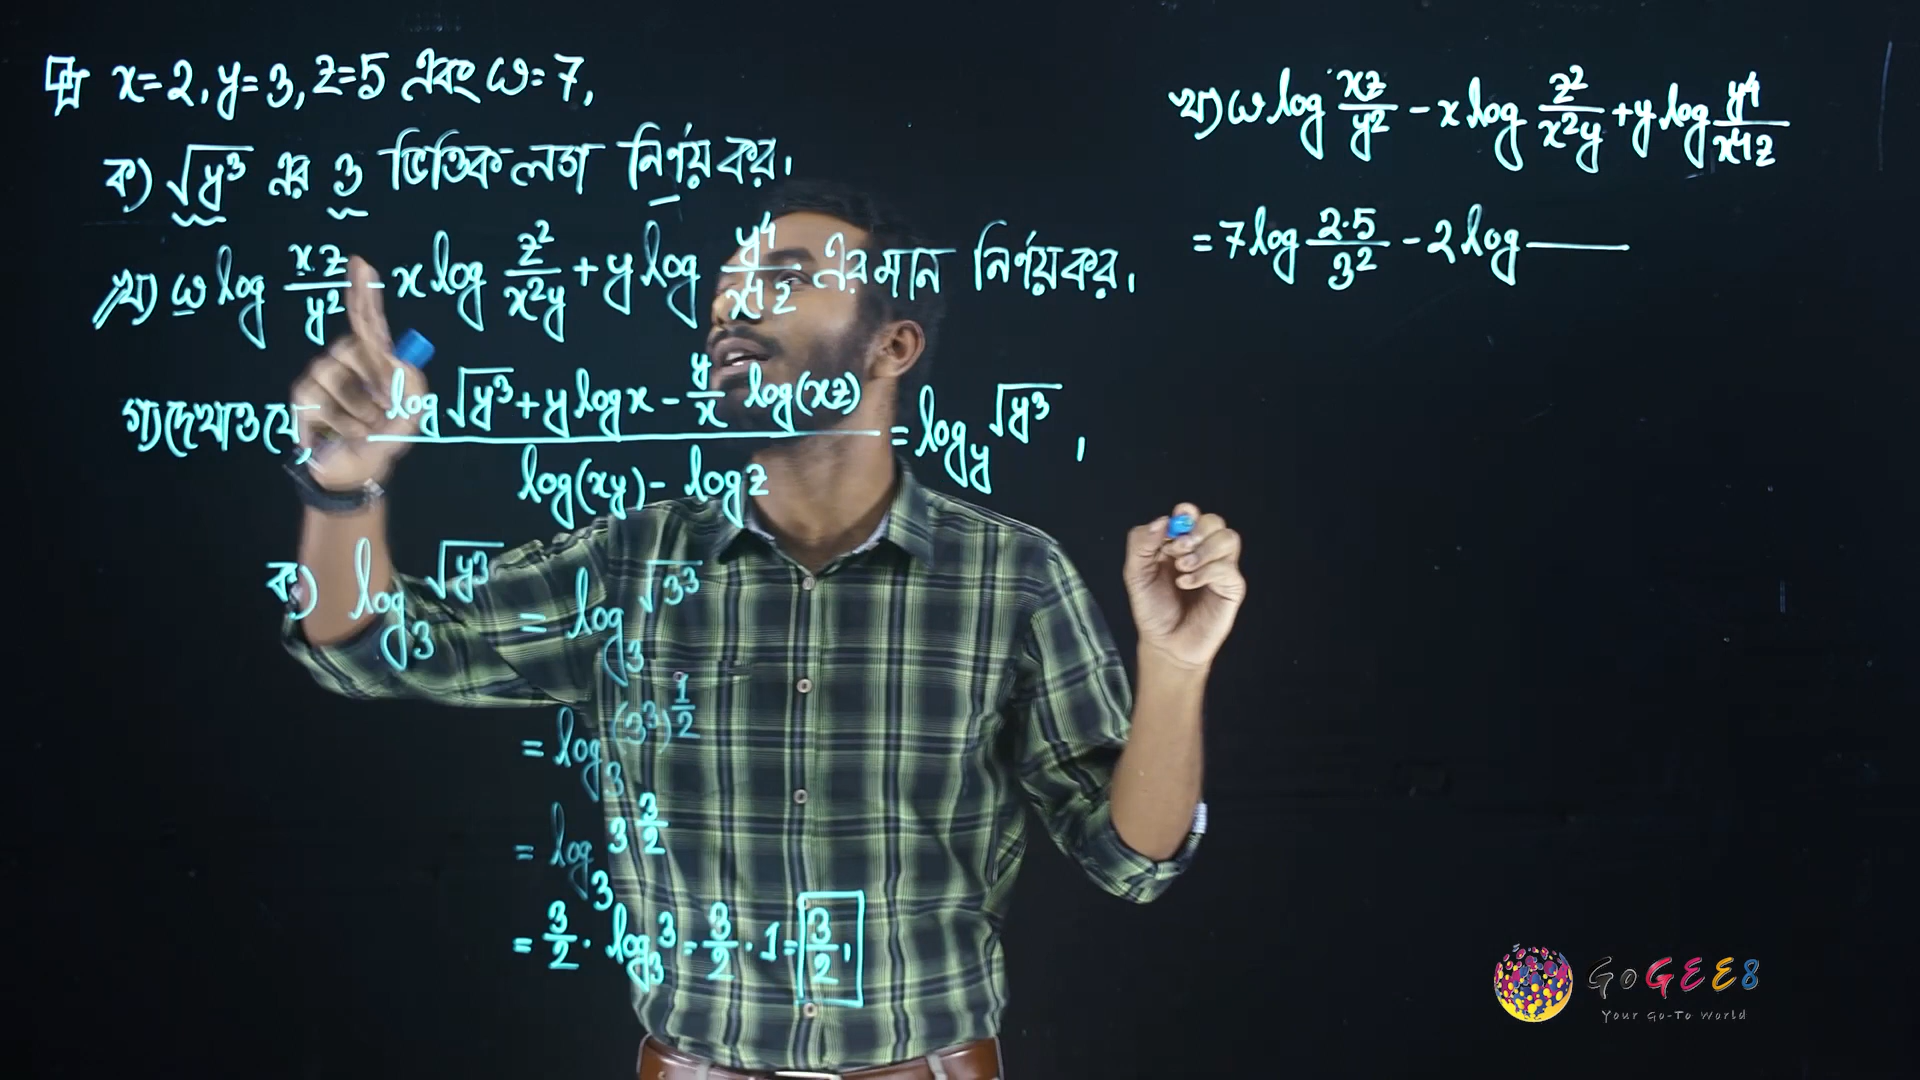 x=2, y=3, z=5 এবং ω=7,
ক) √y³ এর 3 ভিত্তিক লগ নির্ণয় কর।
খ) ω log xz/y² - x log z²/x²y + y log y⁴/x⁴z এর মান নির্ণয় কর।
গ) দেখাও যে, (log √y³ + y log x - y/x log(xz)) / (log(xy) - log z) = log_y √y³ ,
ক) log₃ √y³ = log₃ √3³
= log₃ (3³)^(1/2)
= log₃ 3^(3/2)
= 3/2 · log₃ 3 = 3/2 · 1 = 3/2 ,
খ) ω log xz/y² - x log z²/x²y + y log y⁴/x⁴z
= 7 log 2·5/3² - 2 log
GOGEE8
Your Go-To World